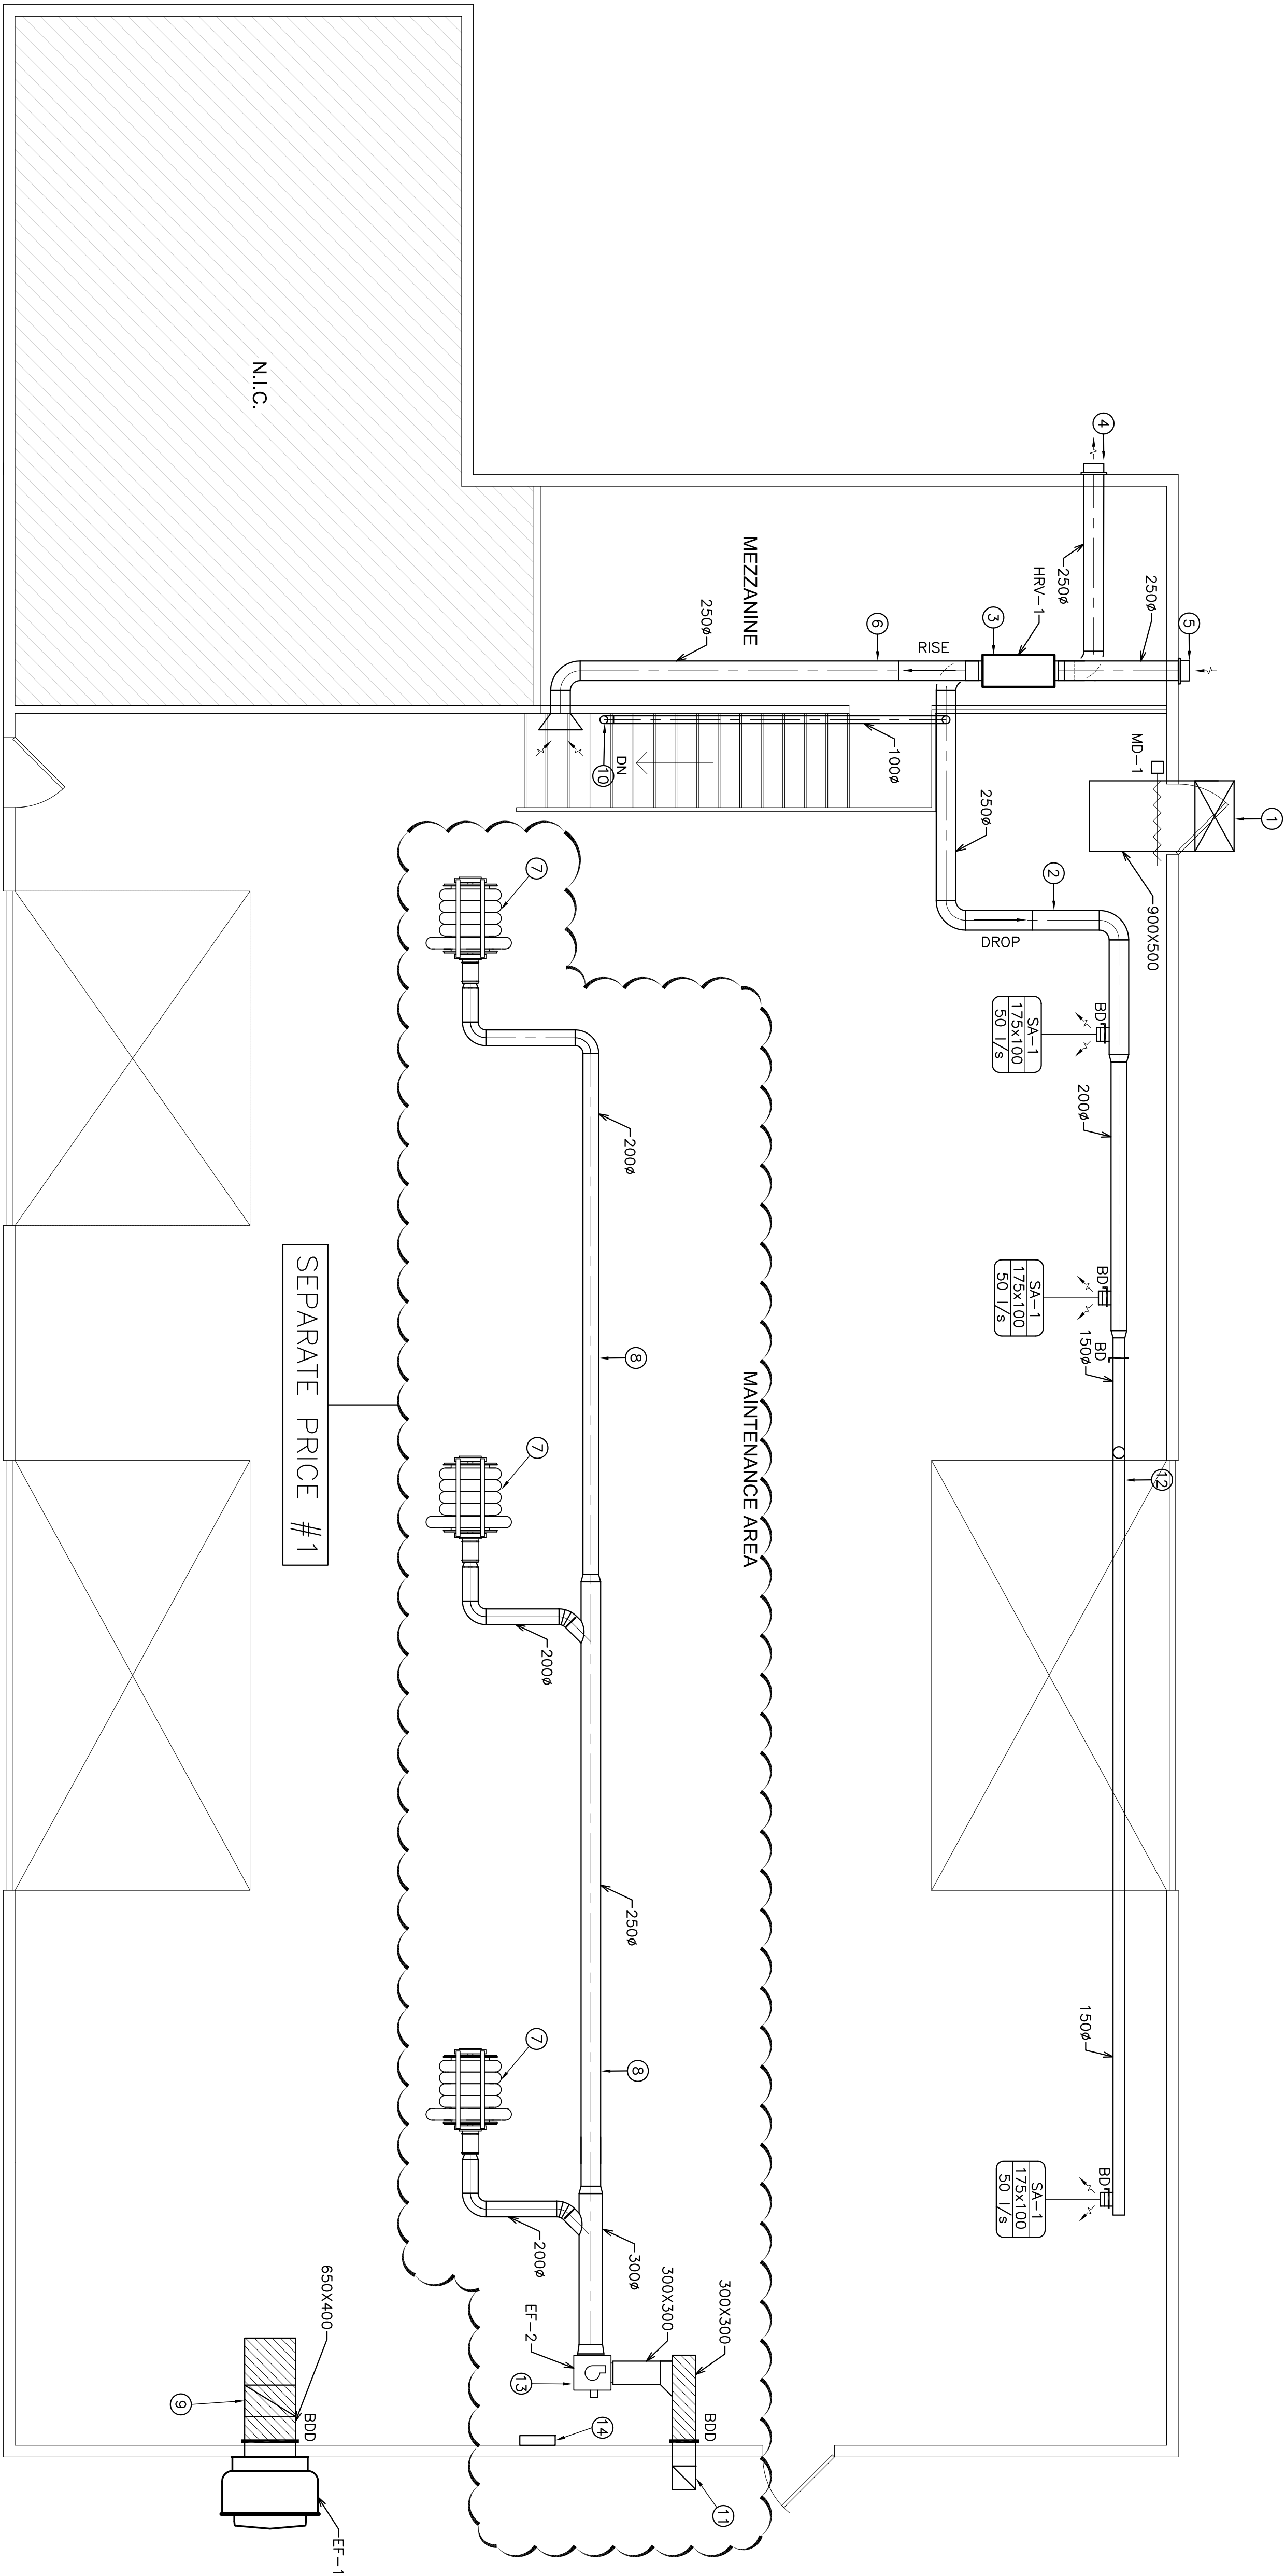 1
5
12
900X500
250ø
MD-1
4
BD
BD
BD
150ø
BD
150ø
200ø
250ø
HRV-1
2
SA-1
175x100
50 l/s
SA-1
175x100
50 l/s
SA-1
175x100
50 l/s
3
DROP
250ø
RISE
6
100ø
MEZZANINE
MAINTENANCE AREA
250ø
300X300
300X300
BDD
11
DN
10
8
8
200ø
250ø
300ø
14
7
7
7
200ø
200ø
EF-2
13
SEPARATE PRICE #1
N.I.C.
650X400
BDD
EF-1
9